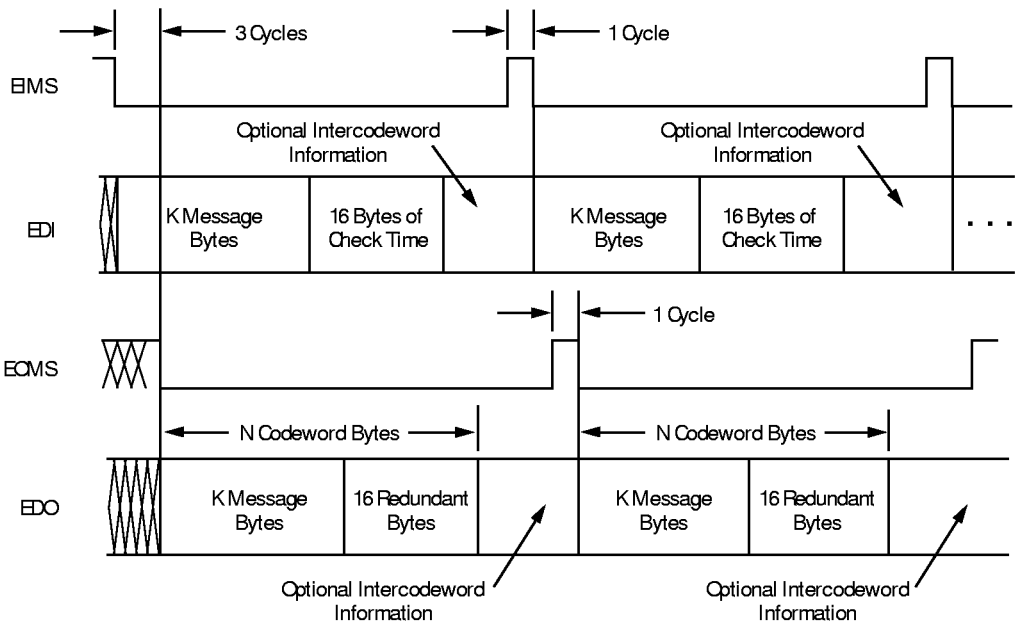 3 Cycles
1 Cycle
EIMS
Optional Intercodeword
Information
Optional Intercodeword
Information
EDI
K Message
Bytes
16 Bytes of
Check Time
K Message
Bytes
16 Bytes of
Check Time
. . .
1 Cycle
EOMS
N Codeword Bytes
N Codeword Bytes
EDO
K Message
Bytes
16 Redundant
Bytes
K Message
Bytes
16 Redundant
Bytes
Optional Intercodeword
Information
Optional Intercodeword
Information